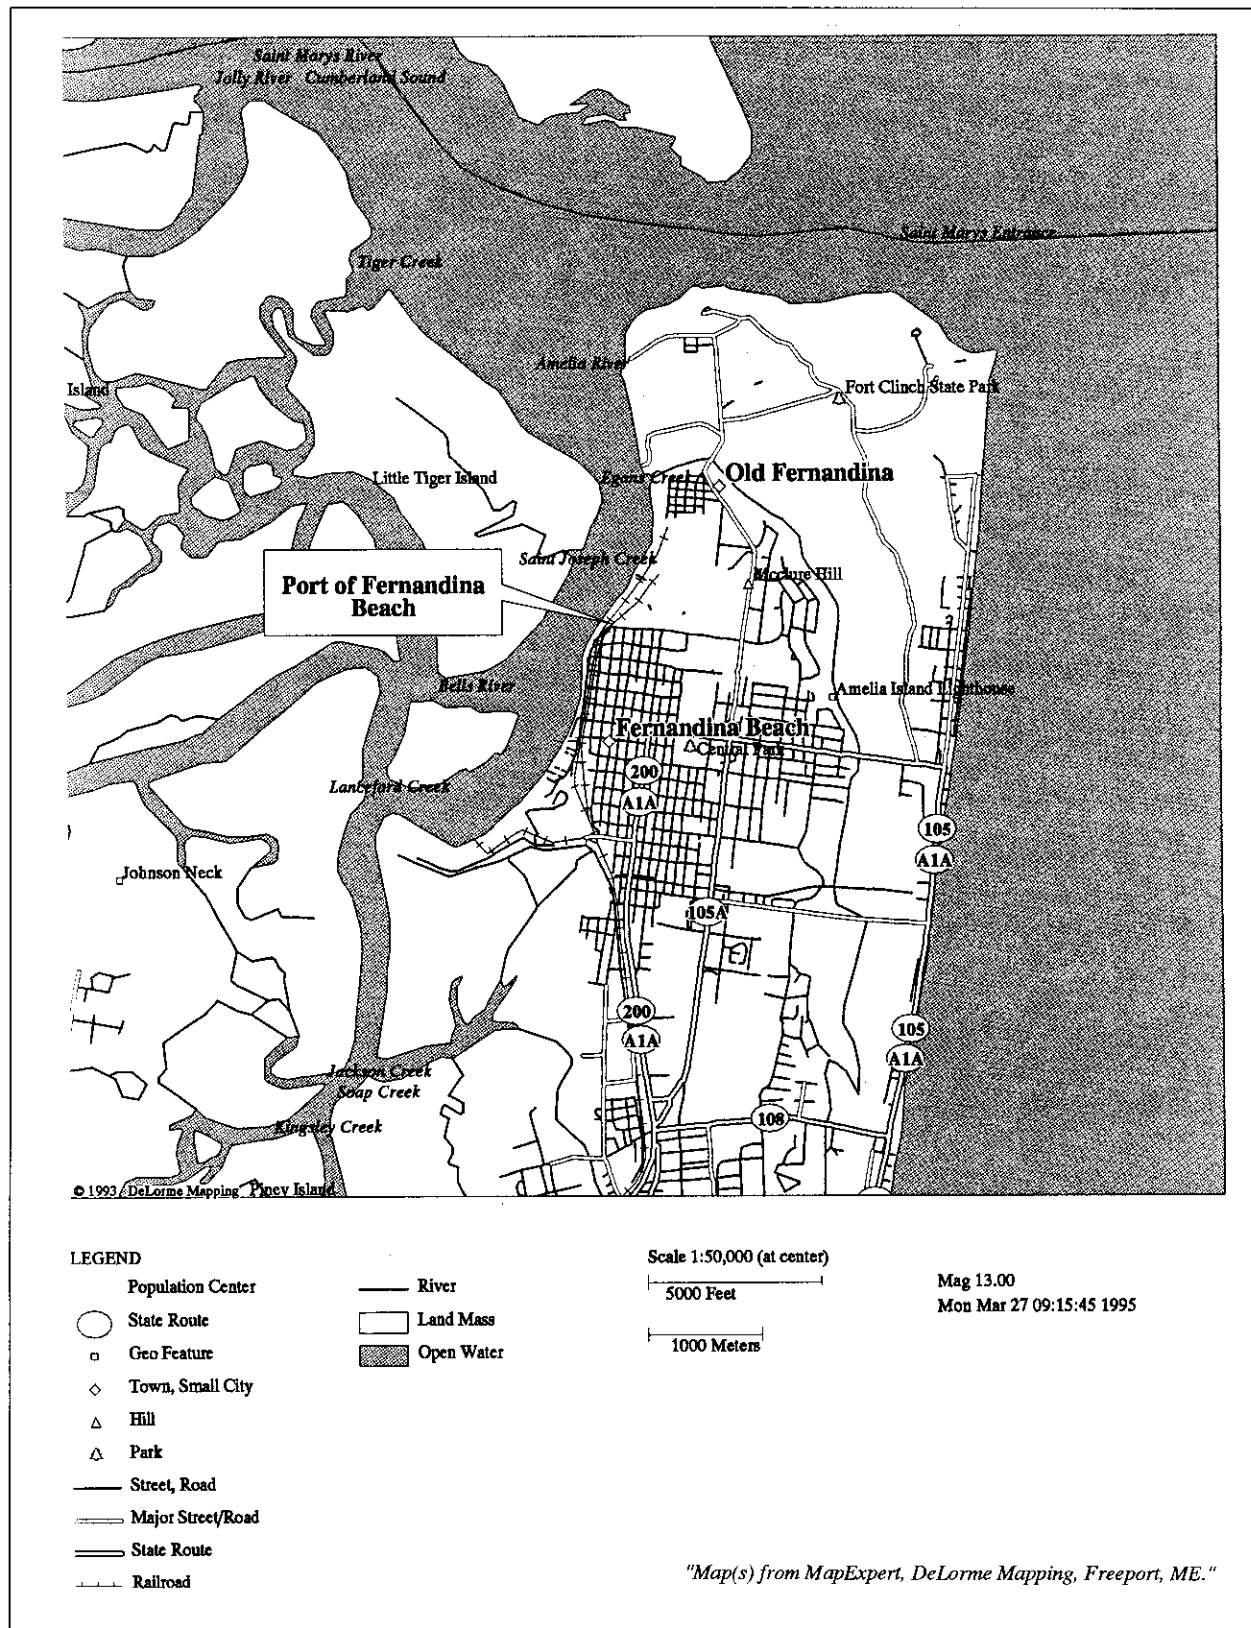 Saint Marys River
Jolly River Cumberland Sound
Saint Marys Entrance
Tiger Creek
Amelia River
Island
Fort Clinch State Park
Little Tiger Island
Egans Creek
Old Fernandina
Saint Joseph Creek
Mcclure Hill
Port of Fernandina
Beach
Bells River
Amelia Island Lighthouse
Fernandina Beach
Central Park
200
A1A
Lanceford Creek
105
A1A
Johnson Neck
105A
200
A1A
105
A1A
Jackson Creek
Soap Creek
Kingsley Creek
108
© 1993 DeLorme Mapping
Piney Island
LEGEND
Population Center
State Route
Geo Feature
Town, Small City
Hill
Park
Street, Road
Major Street/Road
State Route
Railroad
River
Land Mass
Open Water
Scale 1:50,000 (at center)
5000 Feet
1000 Meters
Mag 13.00
Mon Mar 27 09:15:45 1995
"Map(s) from MapExpert, DeLorme Mapping, Freeport, ME."